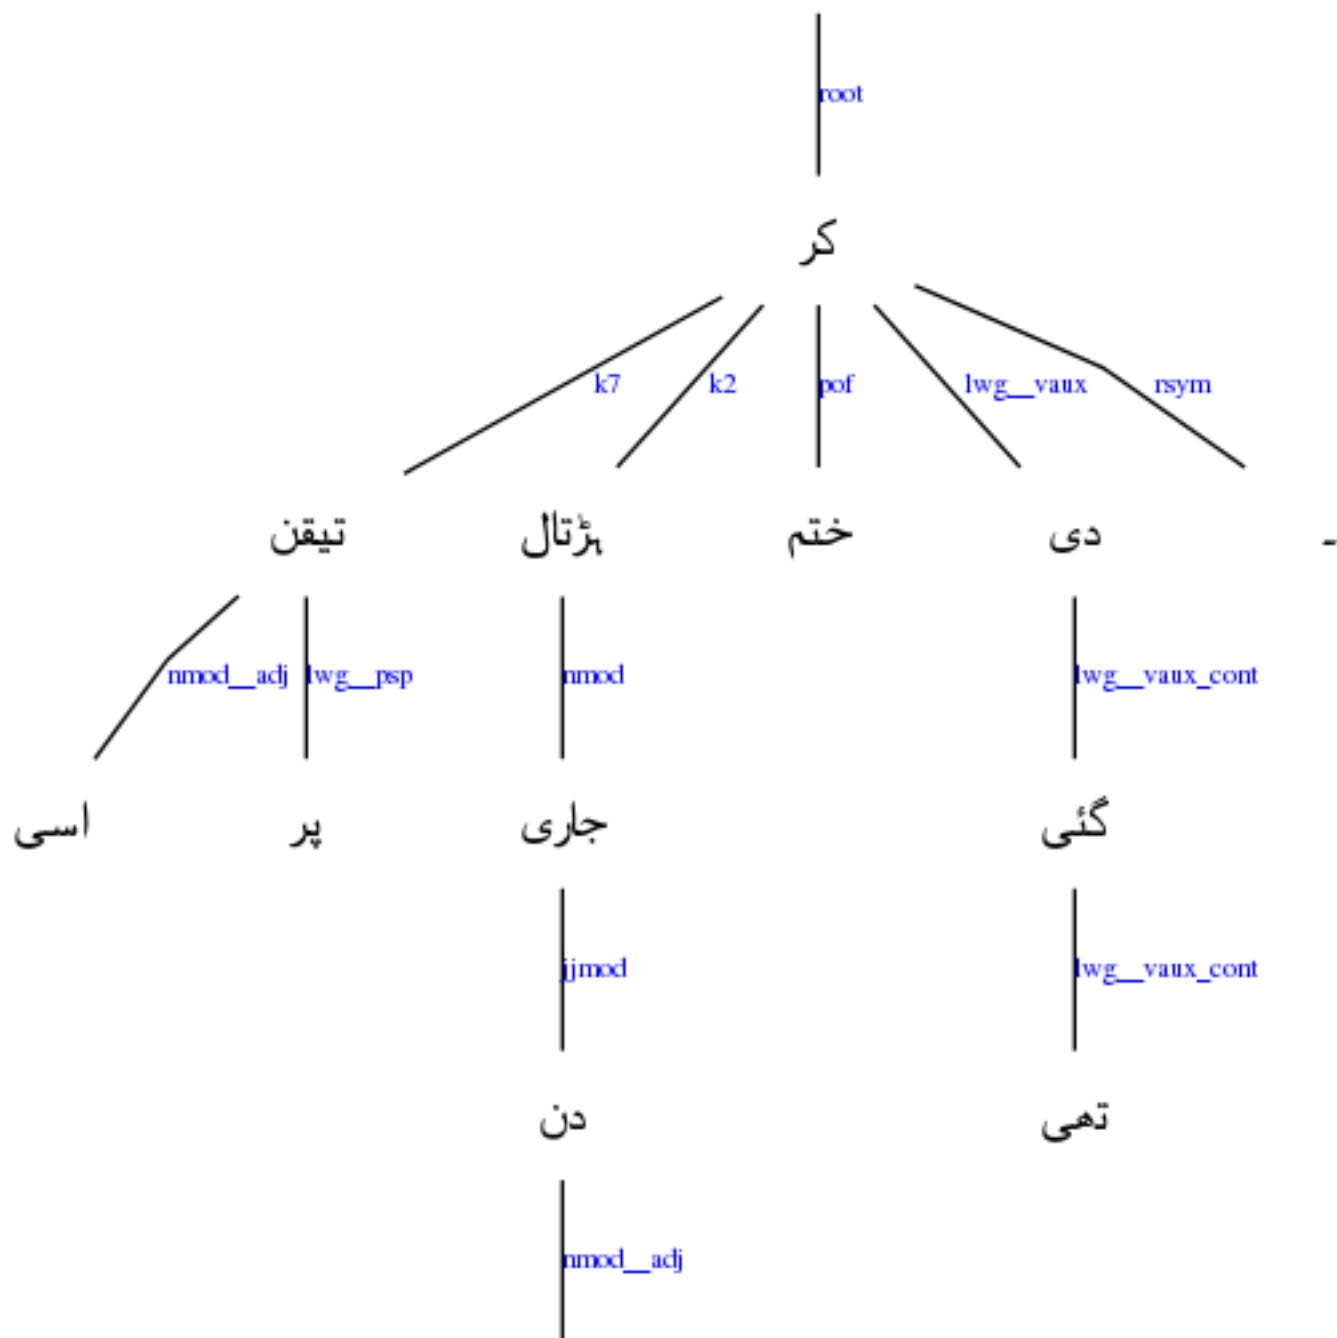 root
کر
k7 k2 pof lwg__vaux rsym
تیقن ہڑتال ختم دی ۔
nmod__adj lwg__psp nmod lwg__vaux_cont
اسی پر جاری گئی
jjmod lwg__vaux_cont
دن تھی
nmod__adj